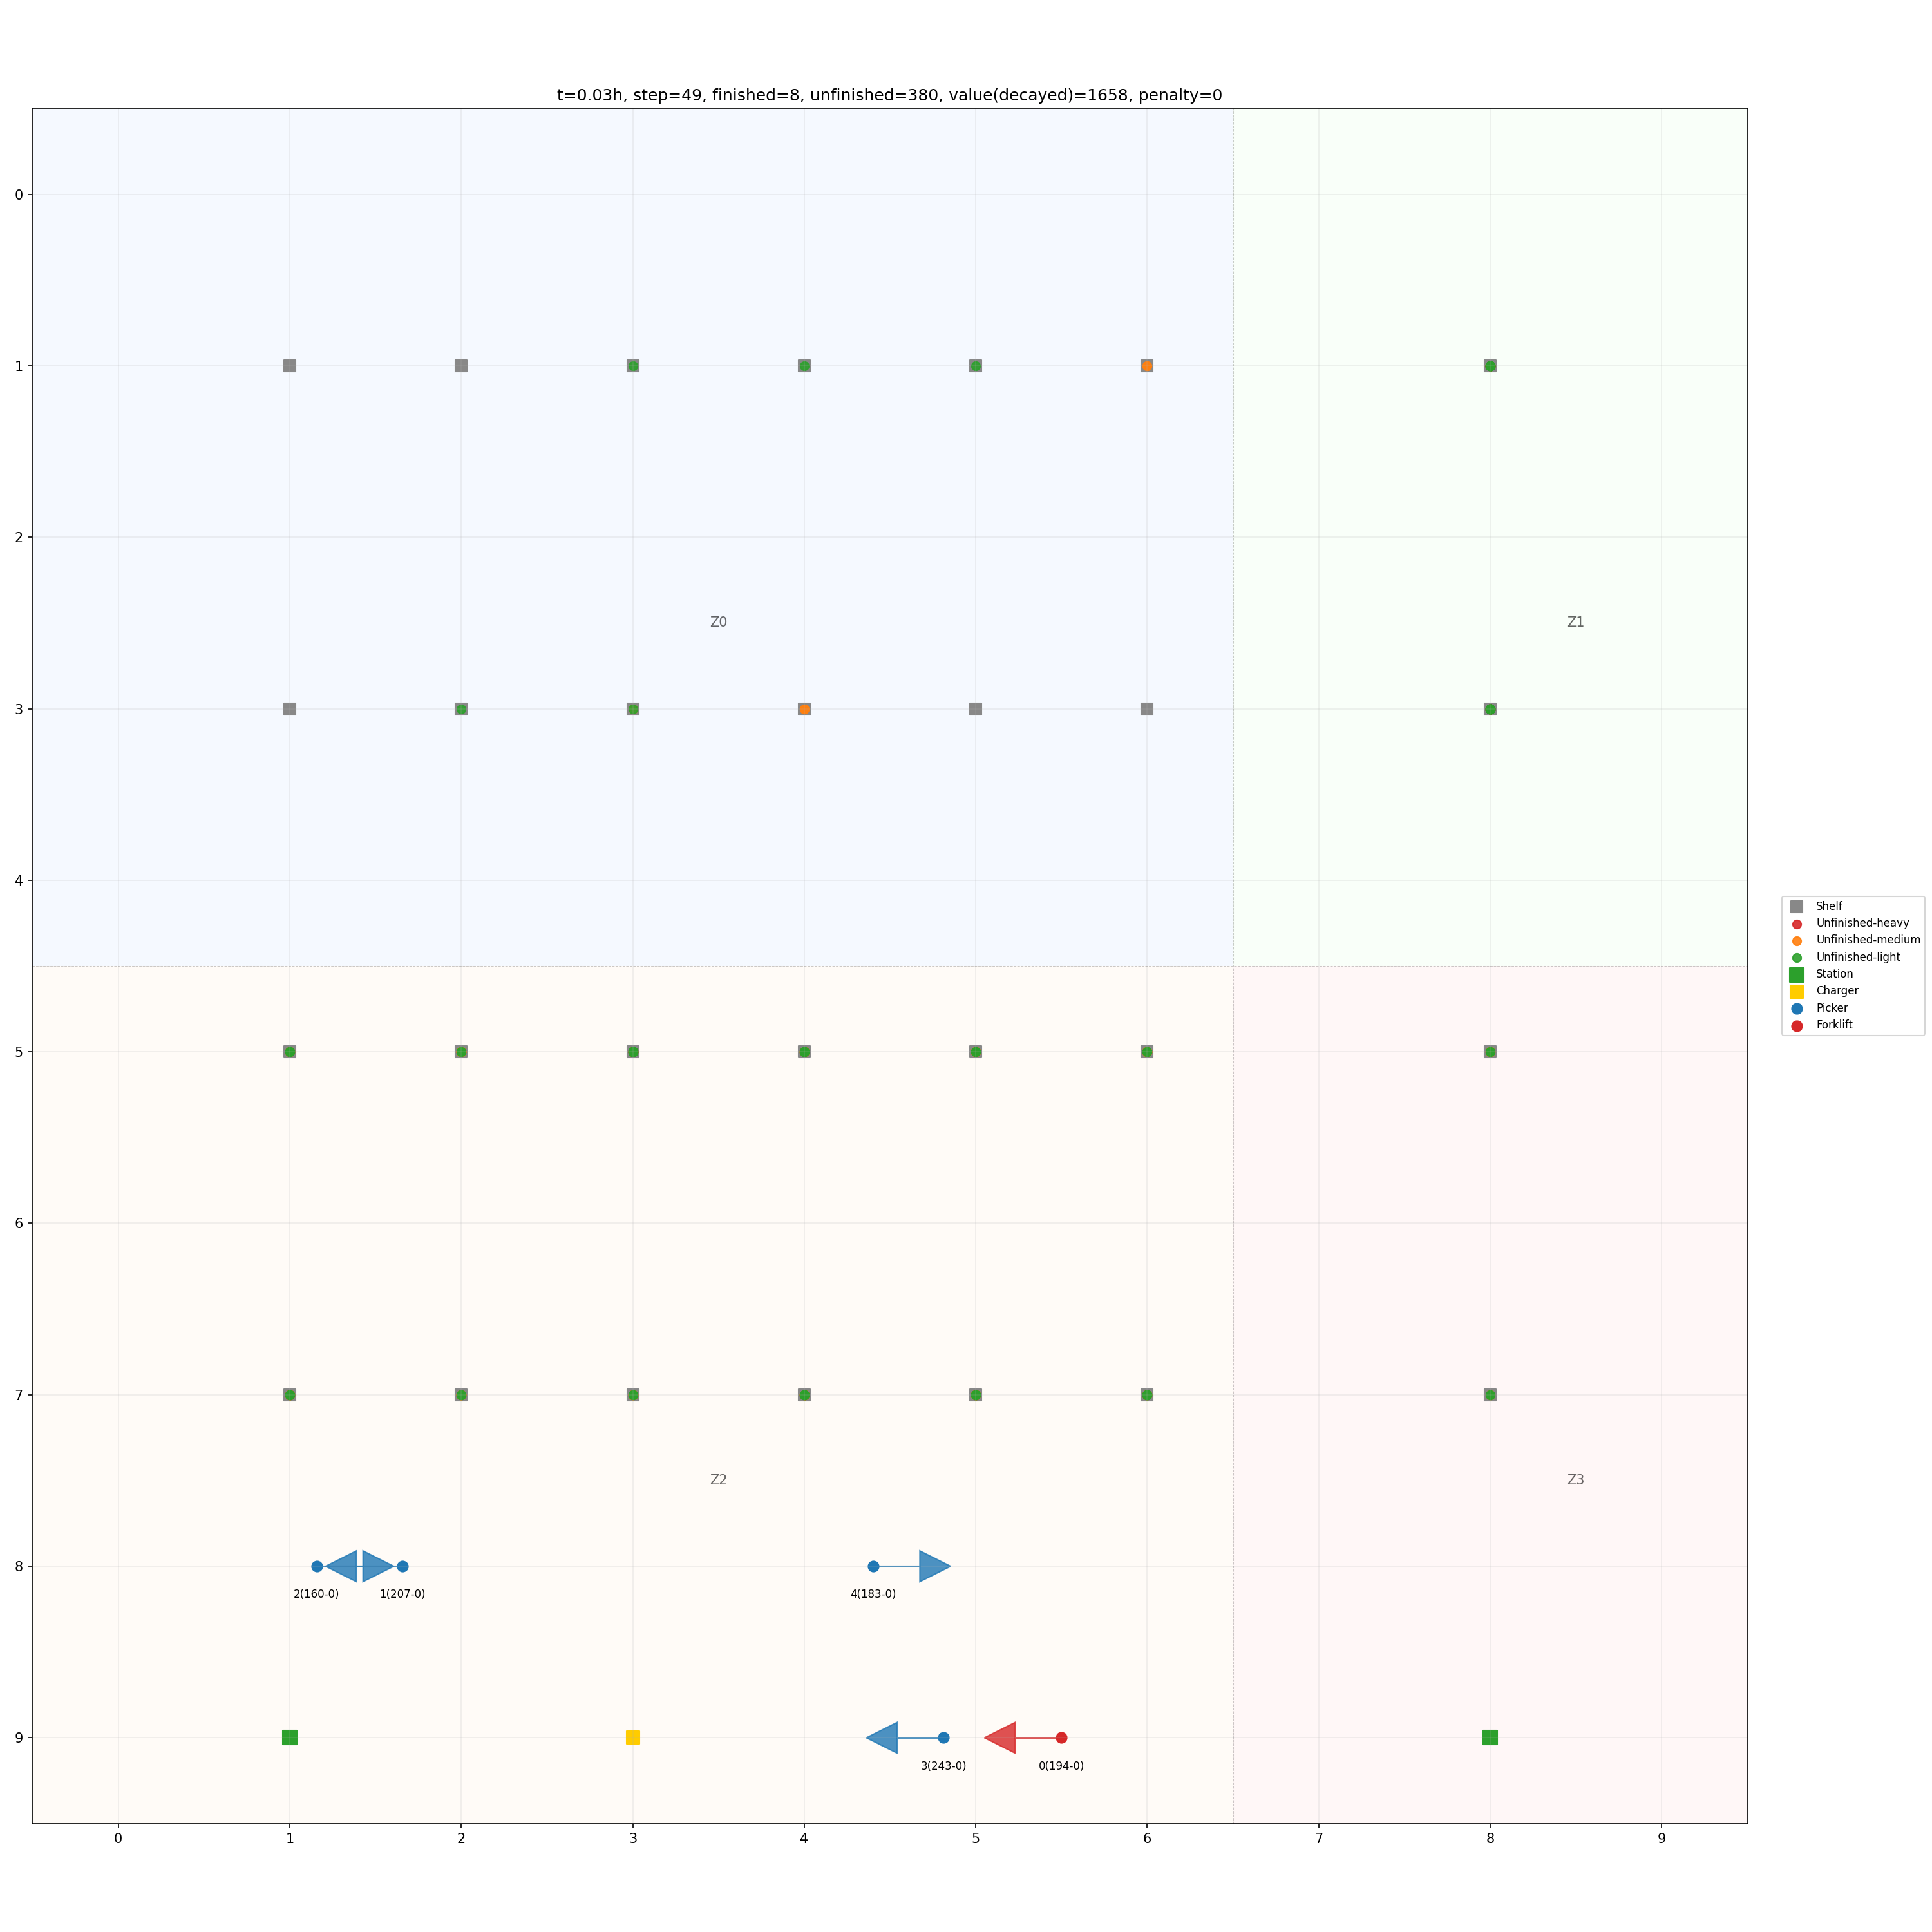 t=0.03h, step=49, finished=8, unfinished=380, value(decayed)=1658, penalty=0
0
1
2
Z0
Z1
3
4
Shelf
Unfinished-heavy
Unfinished-medium
Unfinished-light
Station
Charger
Picker
Forklift
5
6
7
Z2
Z3
8
2(160-0)
1(207-0)
4(183-0)
9
3(243-0)
0(194-0)
0 1 2 3 4 5 6 7 8 9